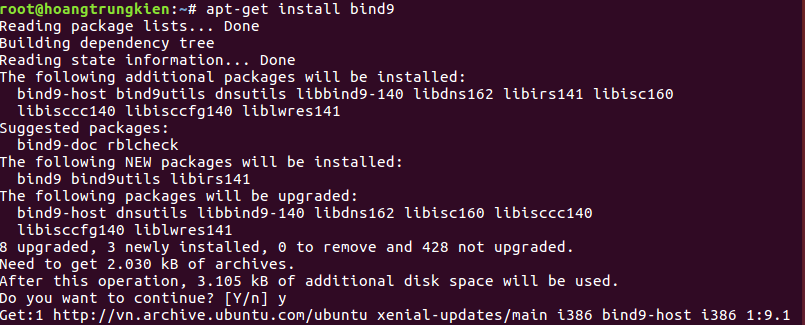 root@hoangtrungkien:~# apt-get install bind9
Reading package lists... Done
Building dependency tree
Reading state information... Done
The following additional packages will be installed:
  bind9-host bind9utils dnsutils libbind9-140 libdns162 libirs141 libisc160
  libisccc140 libisccfg140 liblwres141
Suggested packages:
  bind9-doc rblcheck
The following NEW packages will be installed:
  bind9 bind9utils libirs141
The following packages will be upgraded:
  bind9-host dnsutils libbind9-140 libdns162 libisc160 libisccc140
  libisccfg140 liblwres141
8 upgraded, 3 newly installed, 0 to remove and 428 not upgraded.
Need to get 2.030 kB of archives.
After this operation, 3.105 kB of additional disk space will be used.
Do you want to continue? [Y/n] y
Get:1 http://vn.archive.ubuntu.com/ubuntu xenial-updates/main i386 bind9-host i386 1:9.1